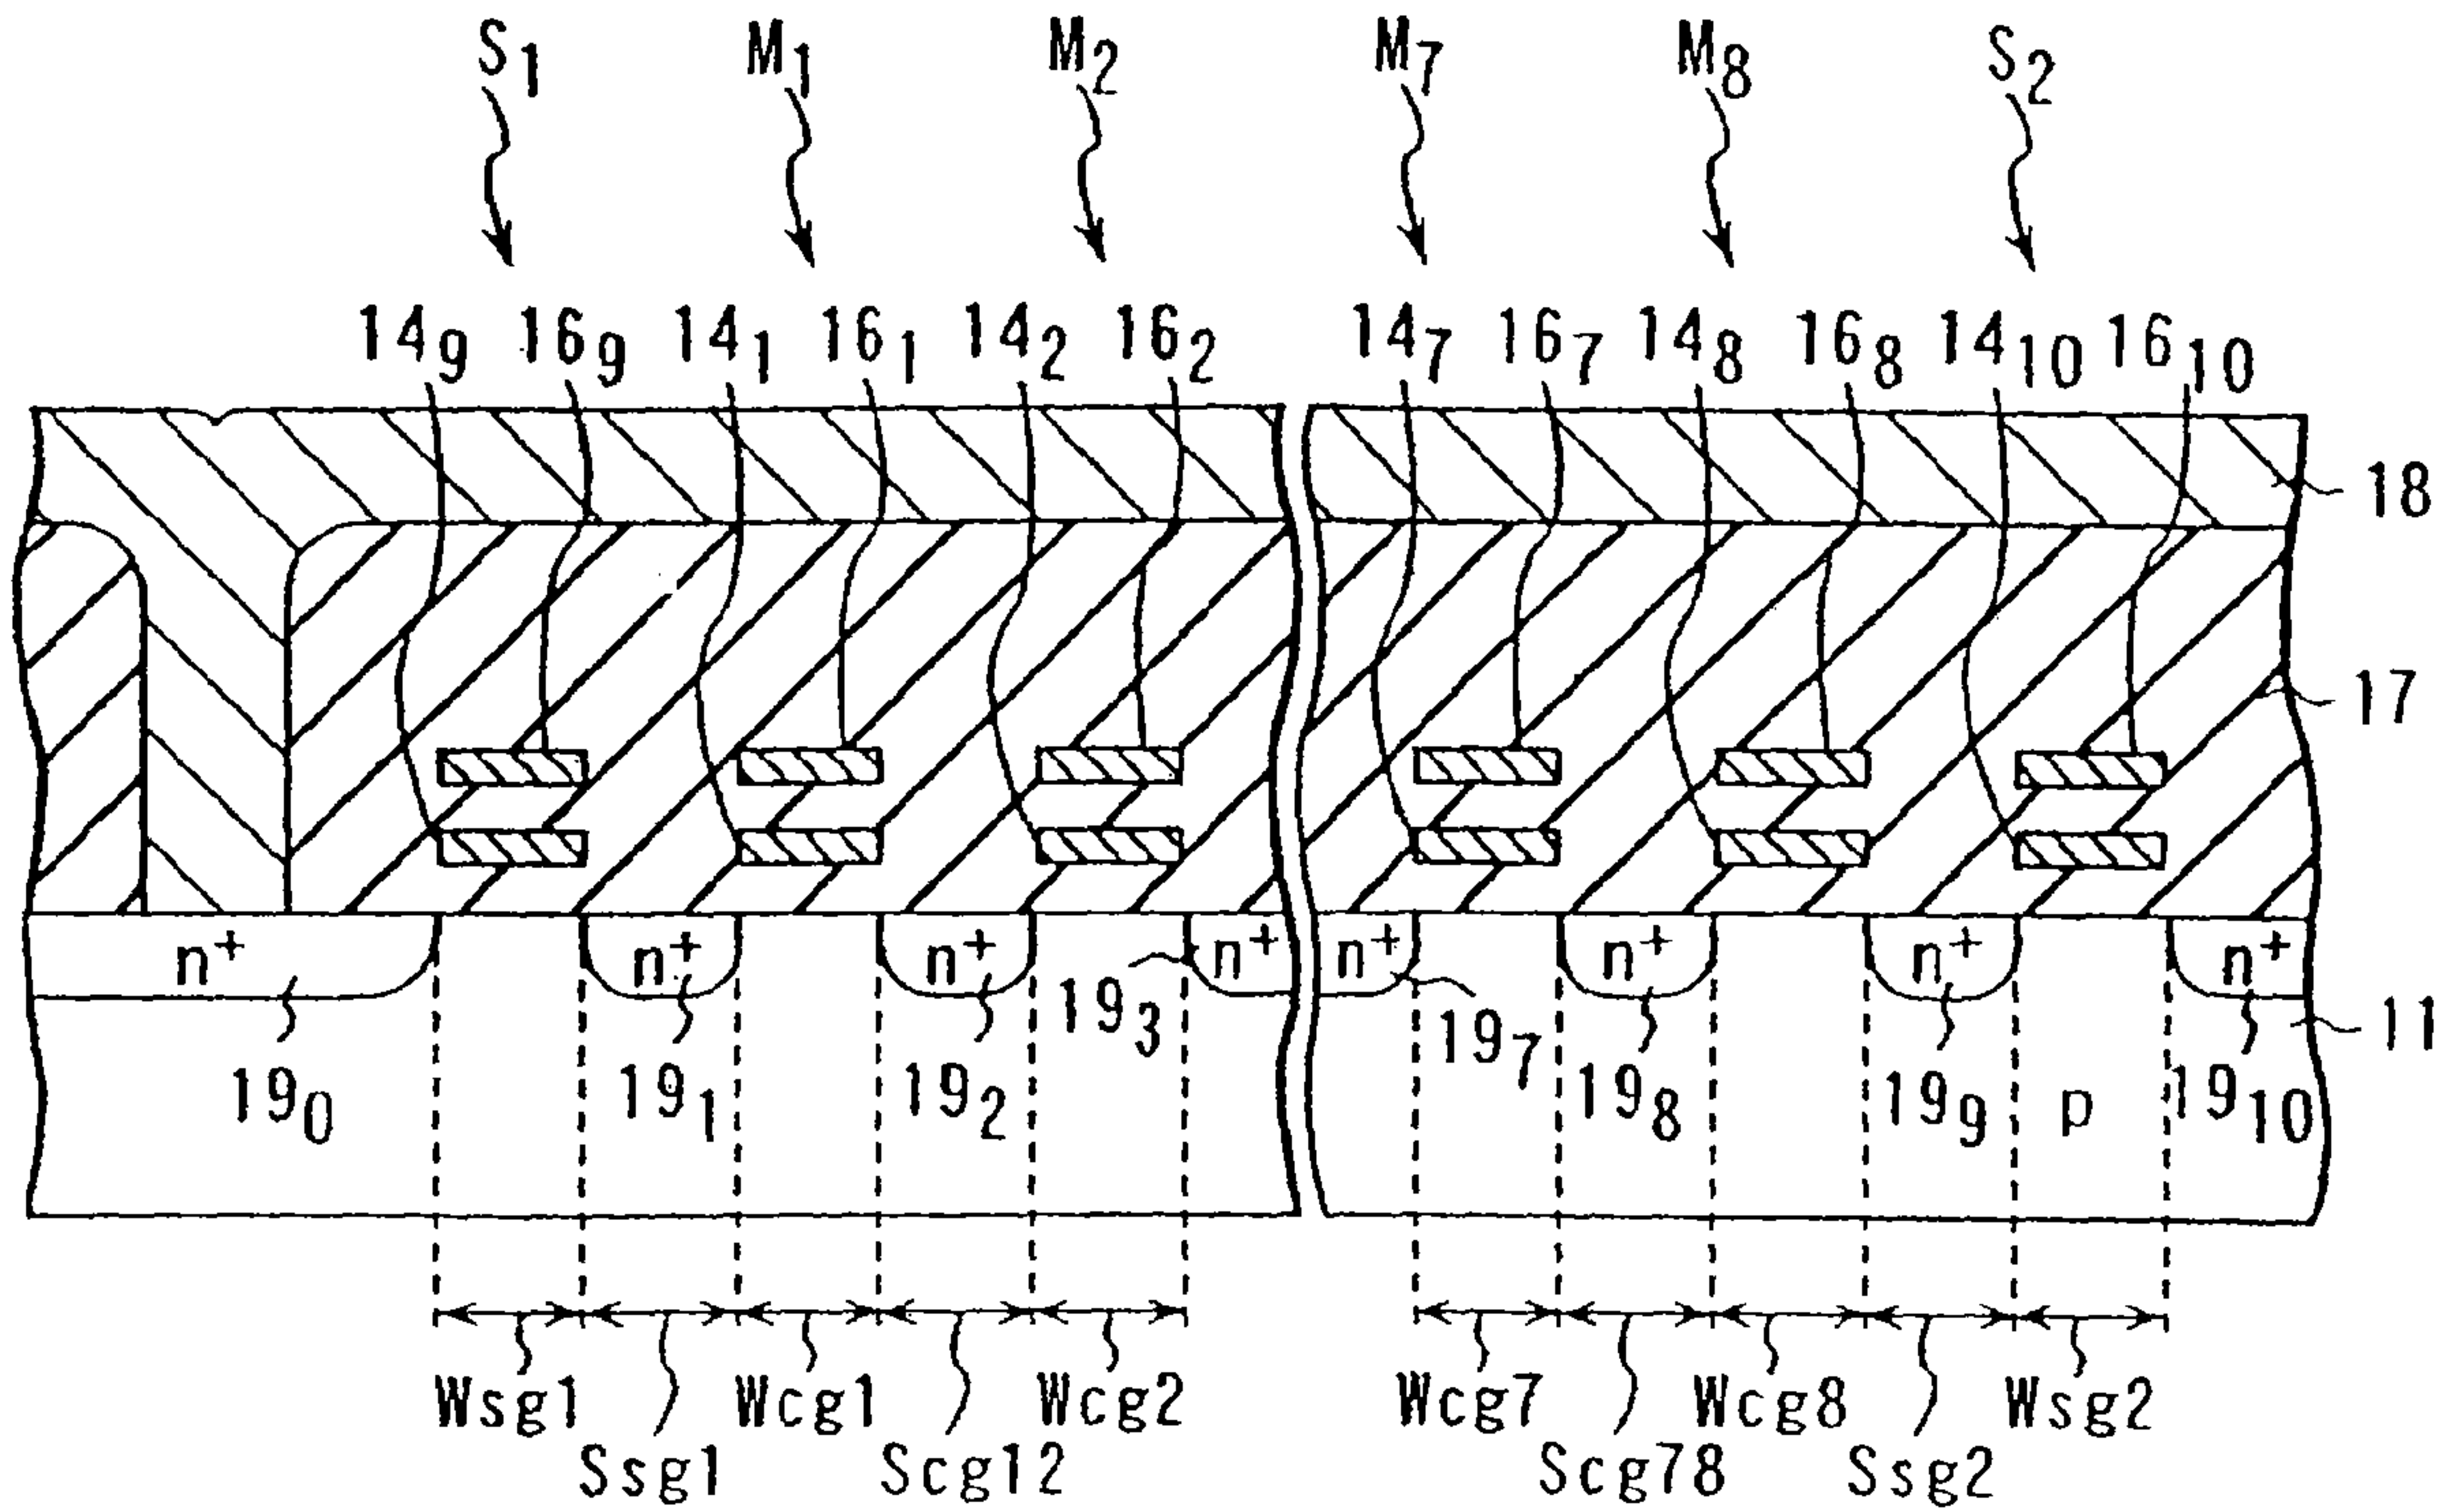 S1 M1 M2 M7 M8 S2
149 169 141 161 142 162 147 167 148 168 1410 1610
18
17
n+ n+ n+ n+ n+ n+ n+ n+
193 197 11
190 191 192 198 199 p 1910
Wsg1 Wcg1 Wcg2 Wcg7 Wcg8 Wsg2
Ssg1 Scg12 Scg78 Ssg2